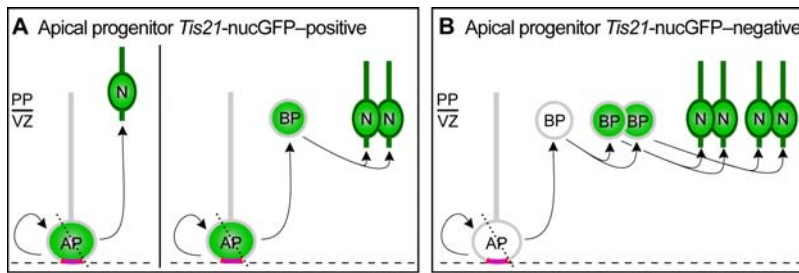 A Apical progenitor Tis21-nucGFP–positive
PP
VZ
N
AP
BP
N N
AP
B Apical progenitor Tis21-nucGFP–negative
PP
VZ
BP
BP BP
N N N N
AP